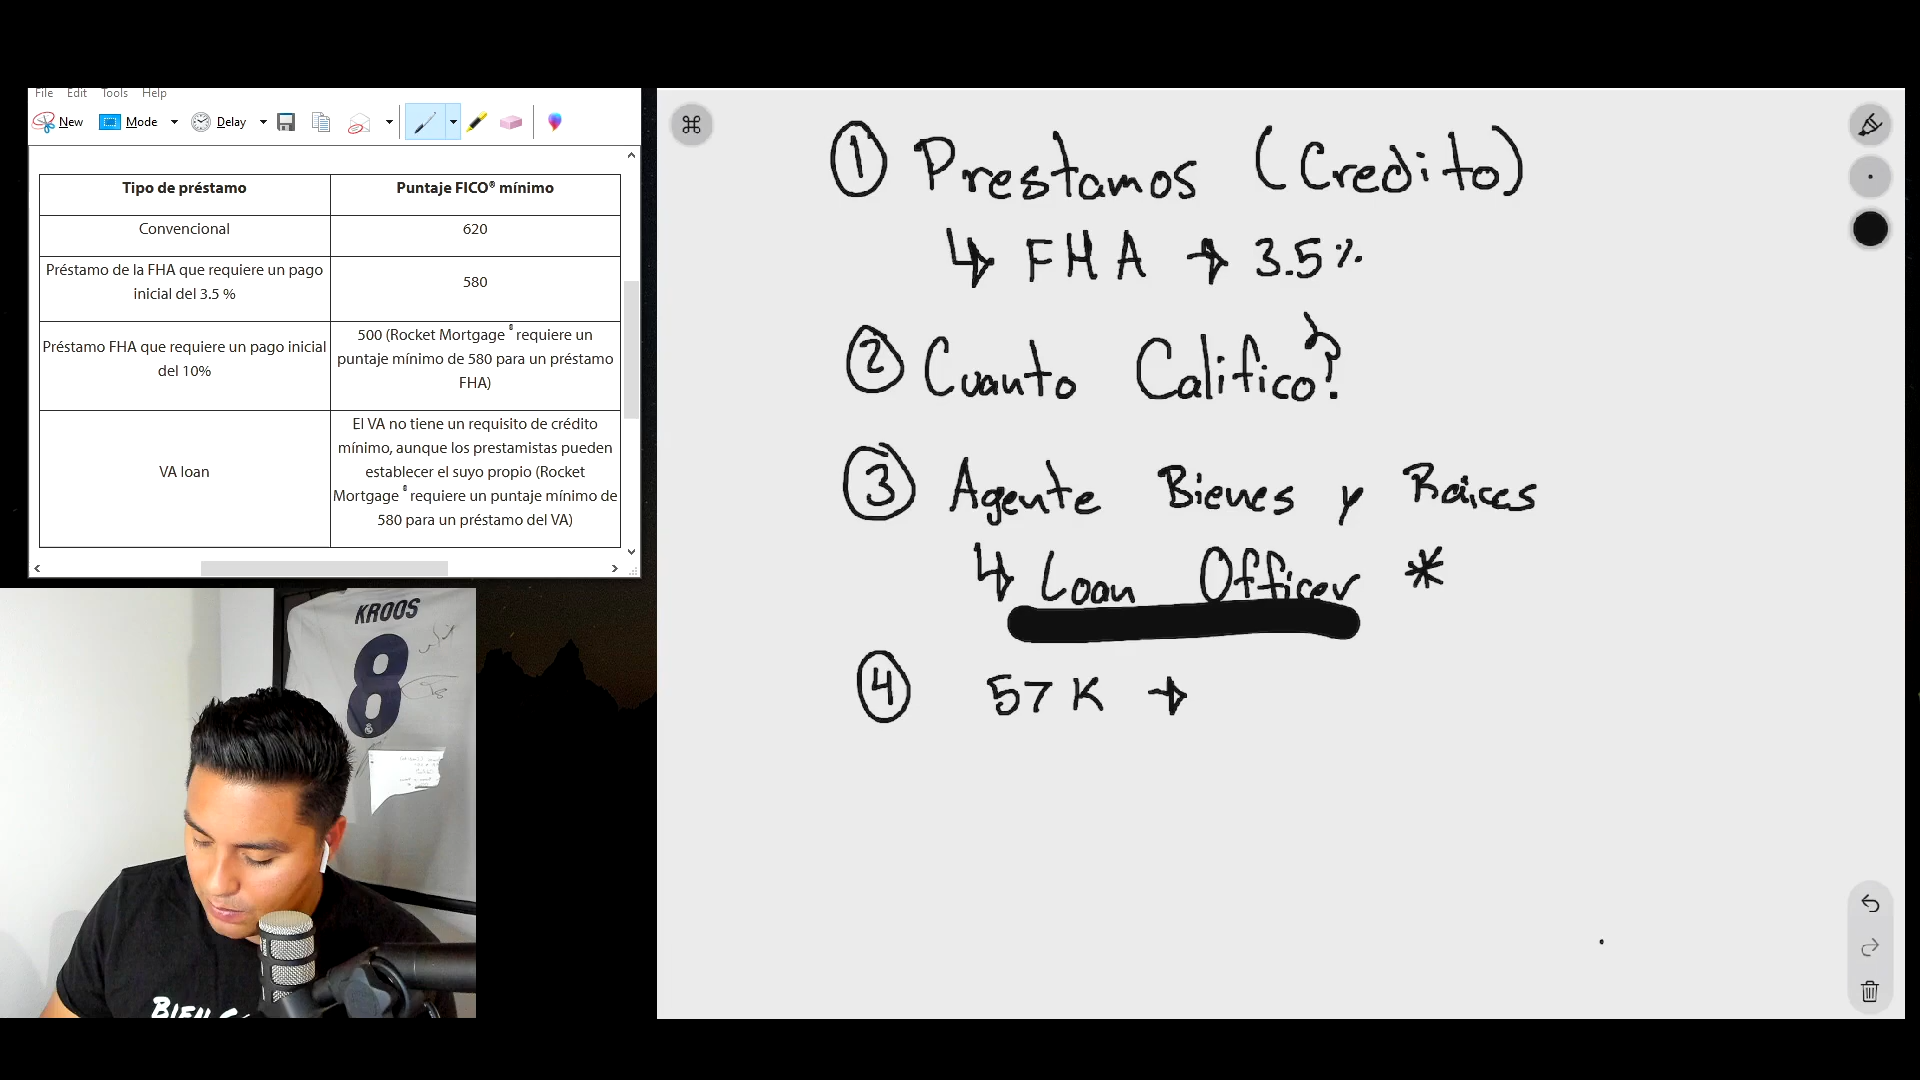 File Edit Tools Help
New Mode Delay
Tipo de préstamo Puntaje FICO® mínimo
Convencional 620
Préstamo de la FHA que requiere un pago
inicial del 3.5 %
580
Préstamo FHA que requiere un pago inicial
del 10%
500 (Rocket Mortgage® requiere un
puntaje mínimo de 580 para un préstamo
FHA)
VA loan
El VA no tiene un requisito de crédito
mínimo, aunque los prestamistas pueden
establecer el suyo propio (Rocket
Mortgage® requiere un puntaje mínimo de
580 para un préstamo del VA)
① Prestamos (Credito)
↳ FHA → 3.5%
② Cuanto Califico?
③ Agente Bienes y Raices
↳ Loan Officer *
④ 57K →
KROOS
8
BIEN